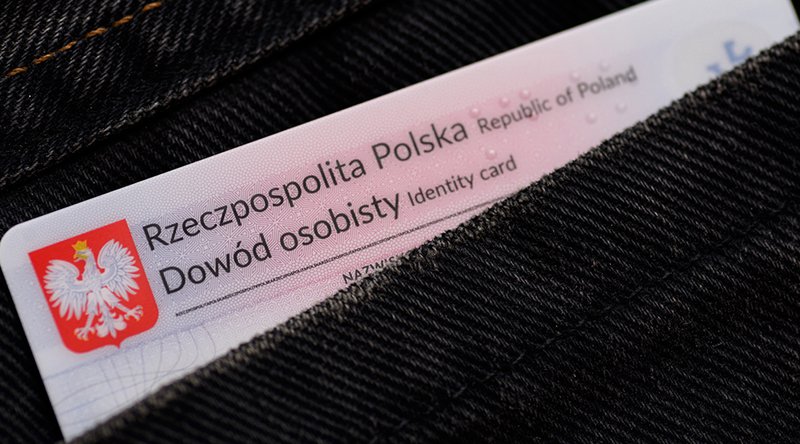 Rzeczpospolita Polska Republic of Poland
Dowód osobisty Identity card